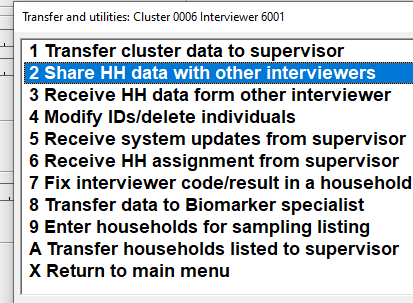 Transfer and utilities: Cluster 0006 Interviewer 6001
1 Transfer cluster data to supervisor
2 Share HH data with other interviewers
3 Receive HH data form other interviewer
4 Modify IDs/delete individuals
5 Receive system updates from supervisor
6 Receive HH assignment from supervisor
7 Fix interviewer code/result in a household
8 Transfer data to Biomarker specialist
9 Enter households for sampling listing
A Transfer households listed to supervisor
X Return to main menu